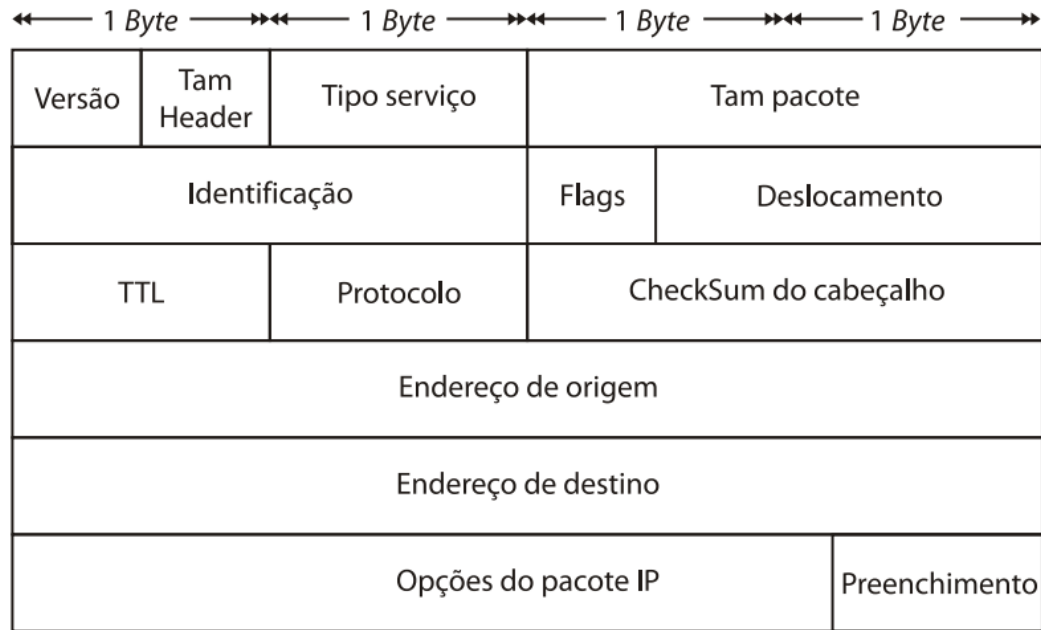 1 Byte 1 Byte 1 Byte 1 Byte
Versão Tam Header Tipo serviço Tam pacote
Identificação Flags Deslocamento
TTL Protocolo CheckSum do cabeçalho
Endereço de origem
Endereço de destino
Opções do pacote IP Preenchimento